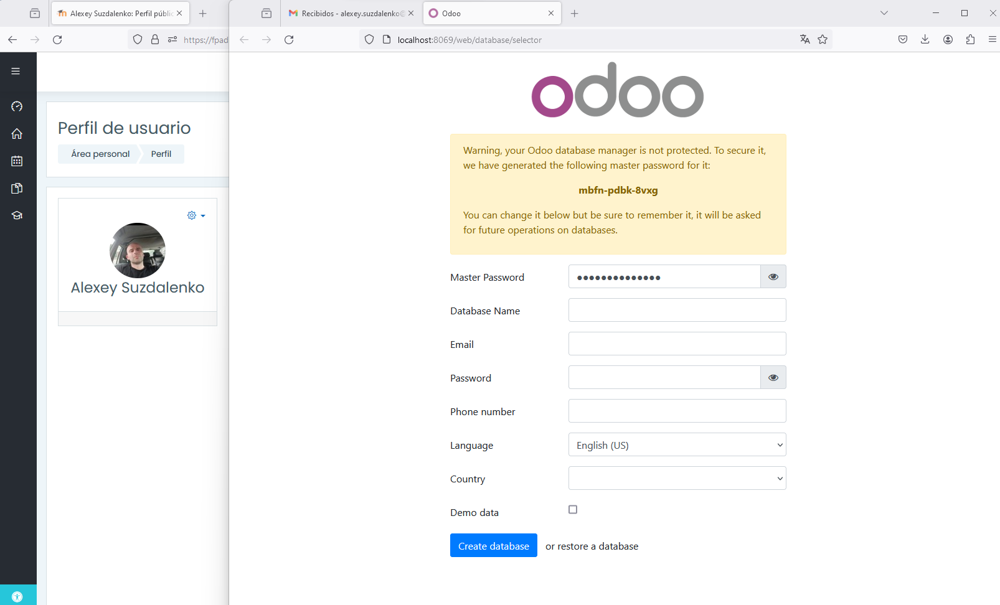 Alexey Suzdalenko: Perfil públic
https://fpad
Perfil de usuario
Área personal
Perfil
Alexey Suzdalenko
Recibidos - alexey.suzdalenko@
Odoo
localhost:8069/web/database/selector
odoo
Warning, your Odoo database manager is not protected. To secure it,
we have generated the following master password for it:
mbfn-pdbk-8vxg
You can change it below but be sure to remember it, it will be asked
for future operations on databases.
Master Password
Database Name
Email
Password
Phone number
Language English (US)
Country
Demo data
Create database or restore a database